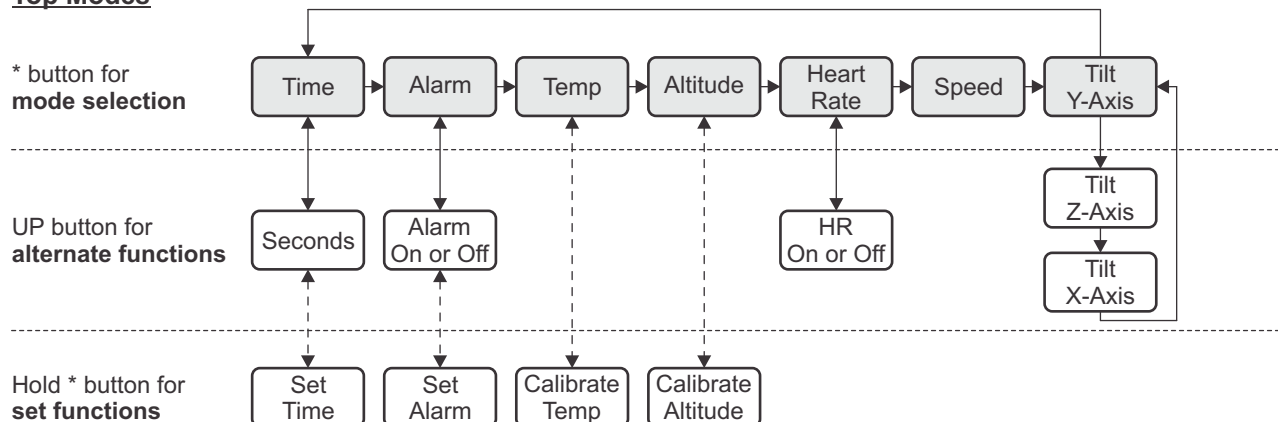 Top Modes
* button for
mode selection
Time
Alarm
Temp
Altitude
Heart
Rate
Speed
Tilt
Y-Axis
UP button for
alternate functions
Seconds
Alarm
On or Off
HR
On or Off
Tilt
Z-Axis
Tilt
X-Axis
Hold * button for
set functions
Set
Time
Set
Alarm
Calibrate
Temp
Calibrate
Altitude